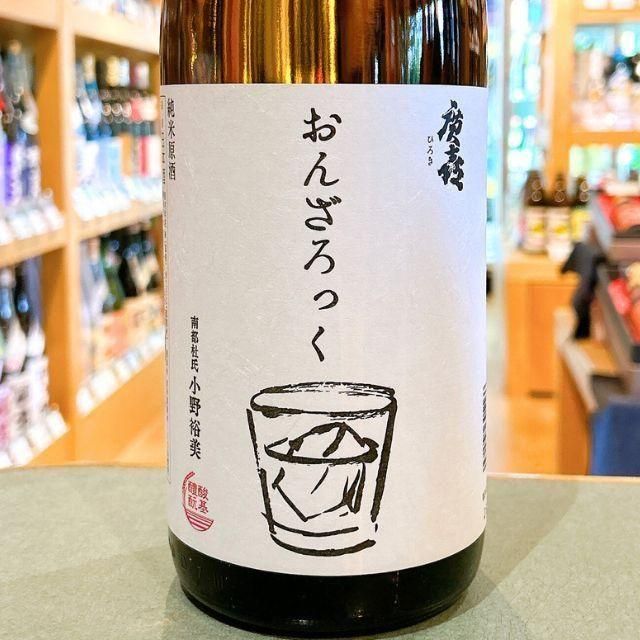 廣喜
ひろき
おんざろっく
純米原酒
南部杜氏 小野裕美
酸基
醴酛